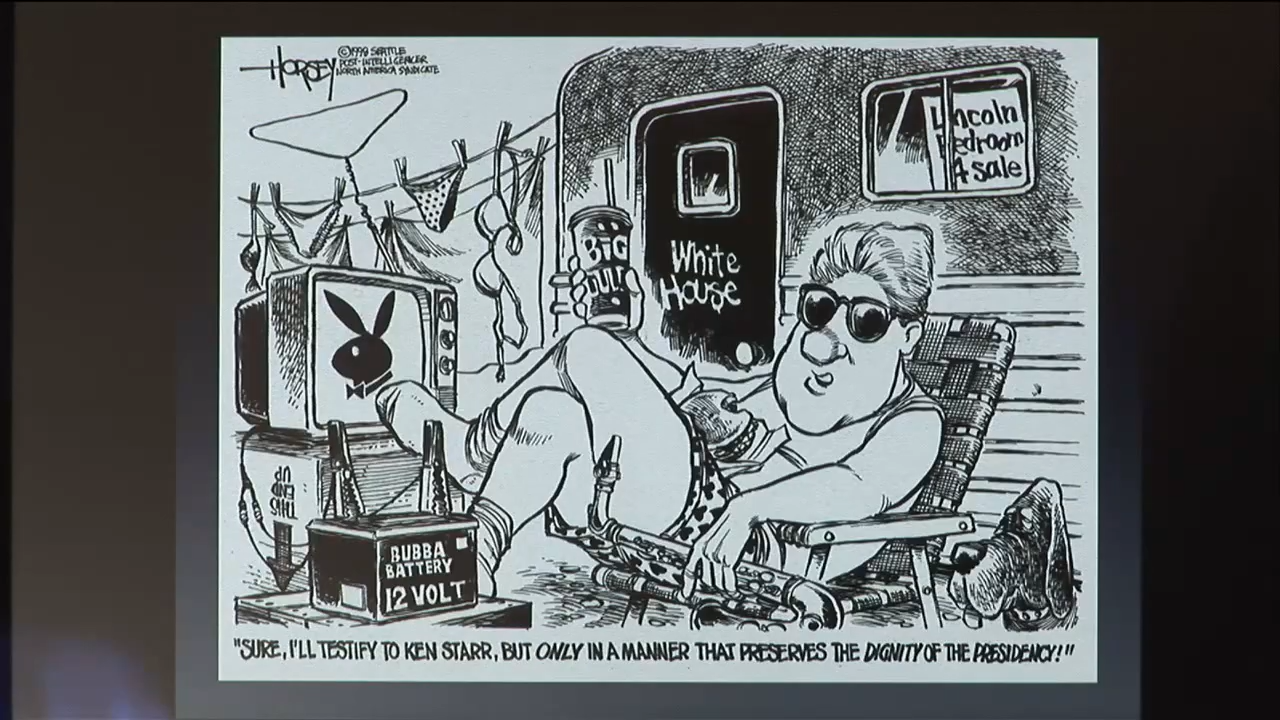 HORSEY
©1998 SEATTLE
POST-INTELLIGENCER
NORTH AMERICA SYNDICATE
Lincoln
Bedroom
4 sale
BIG
GULP
White
House
THIS
END
UP
BUBBA
BATTERY
12 VOLT
"SURE, I'LL TESTIFY TO KEN STARR, BUT ONLY IN A MANNER THAT PRESERVES THE DIGNITY OF THE PRESIDENCY!"